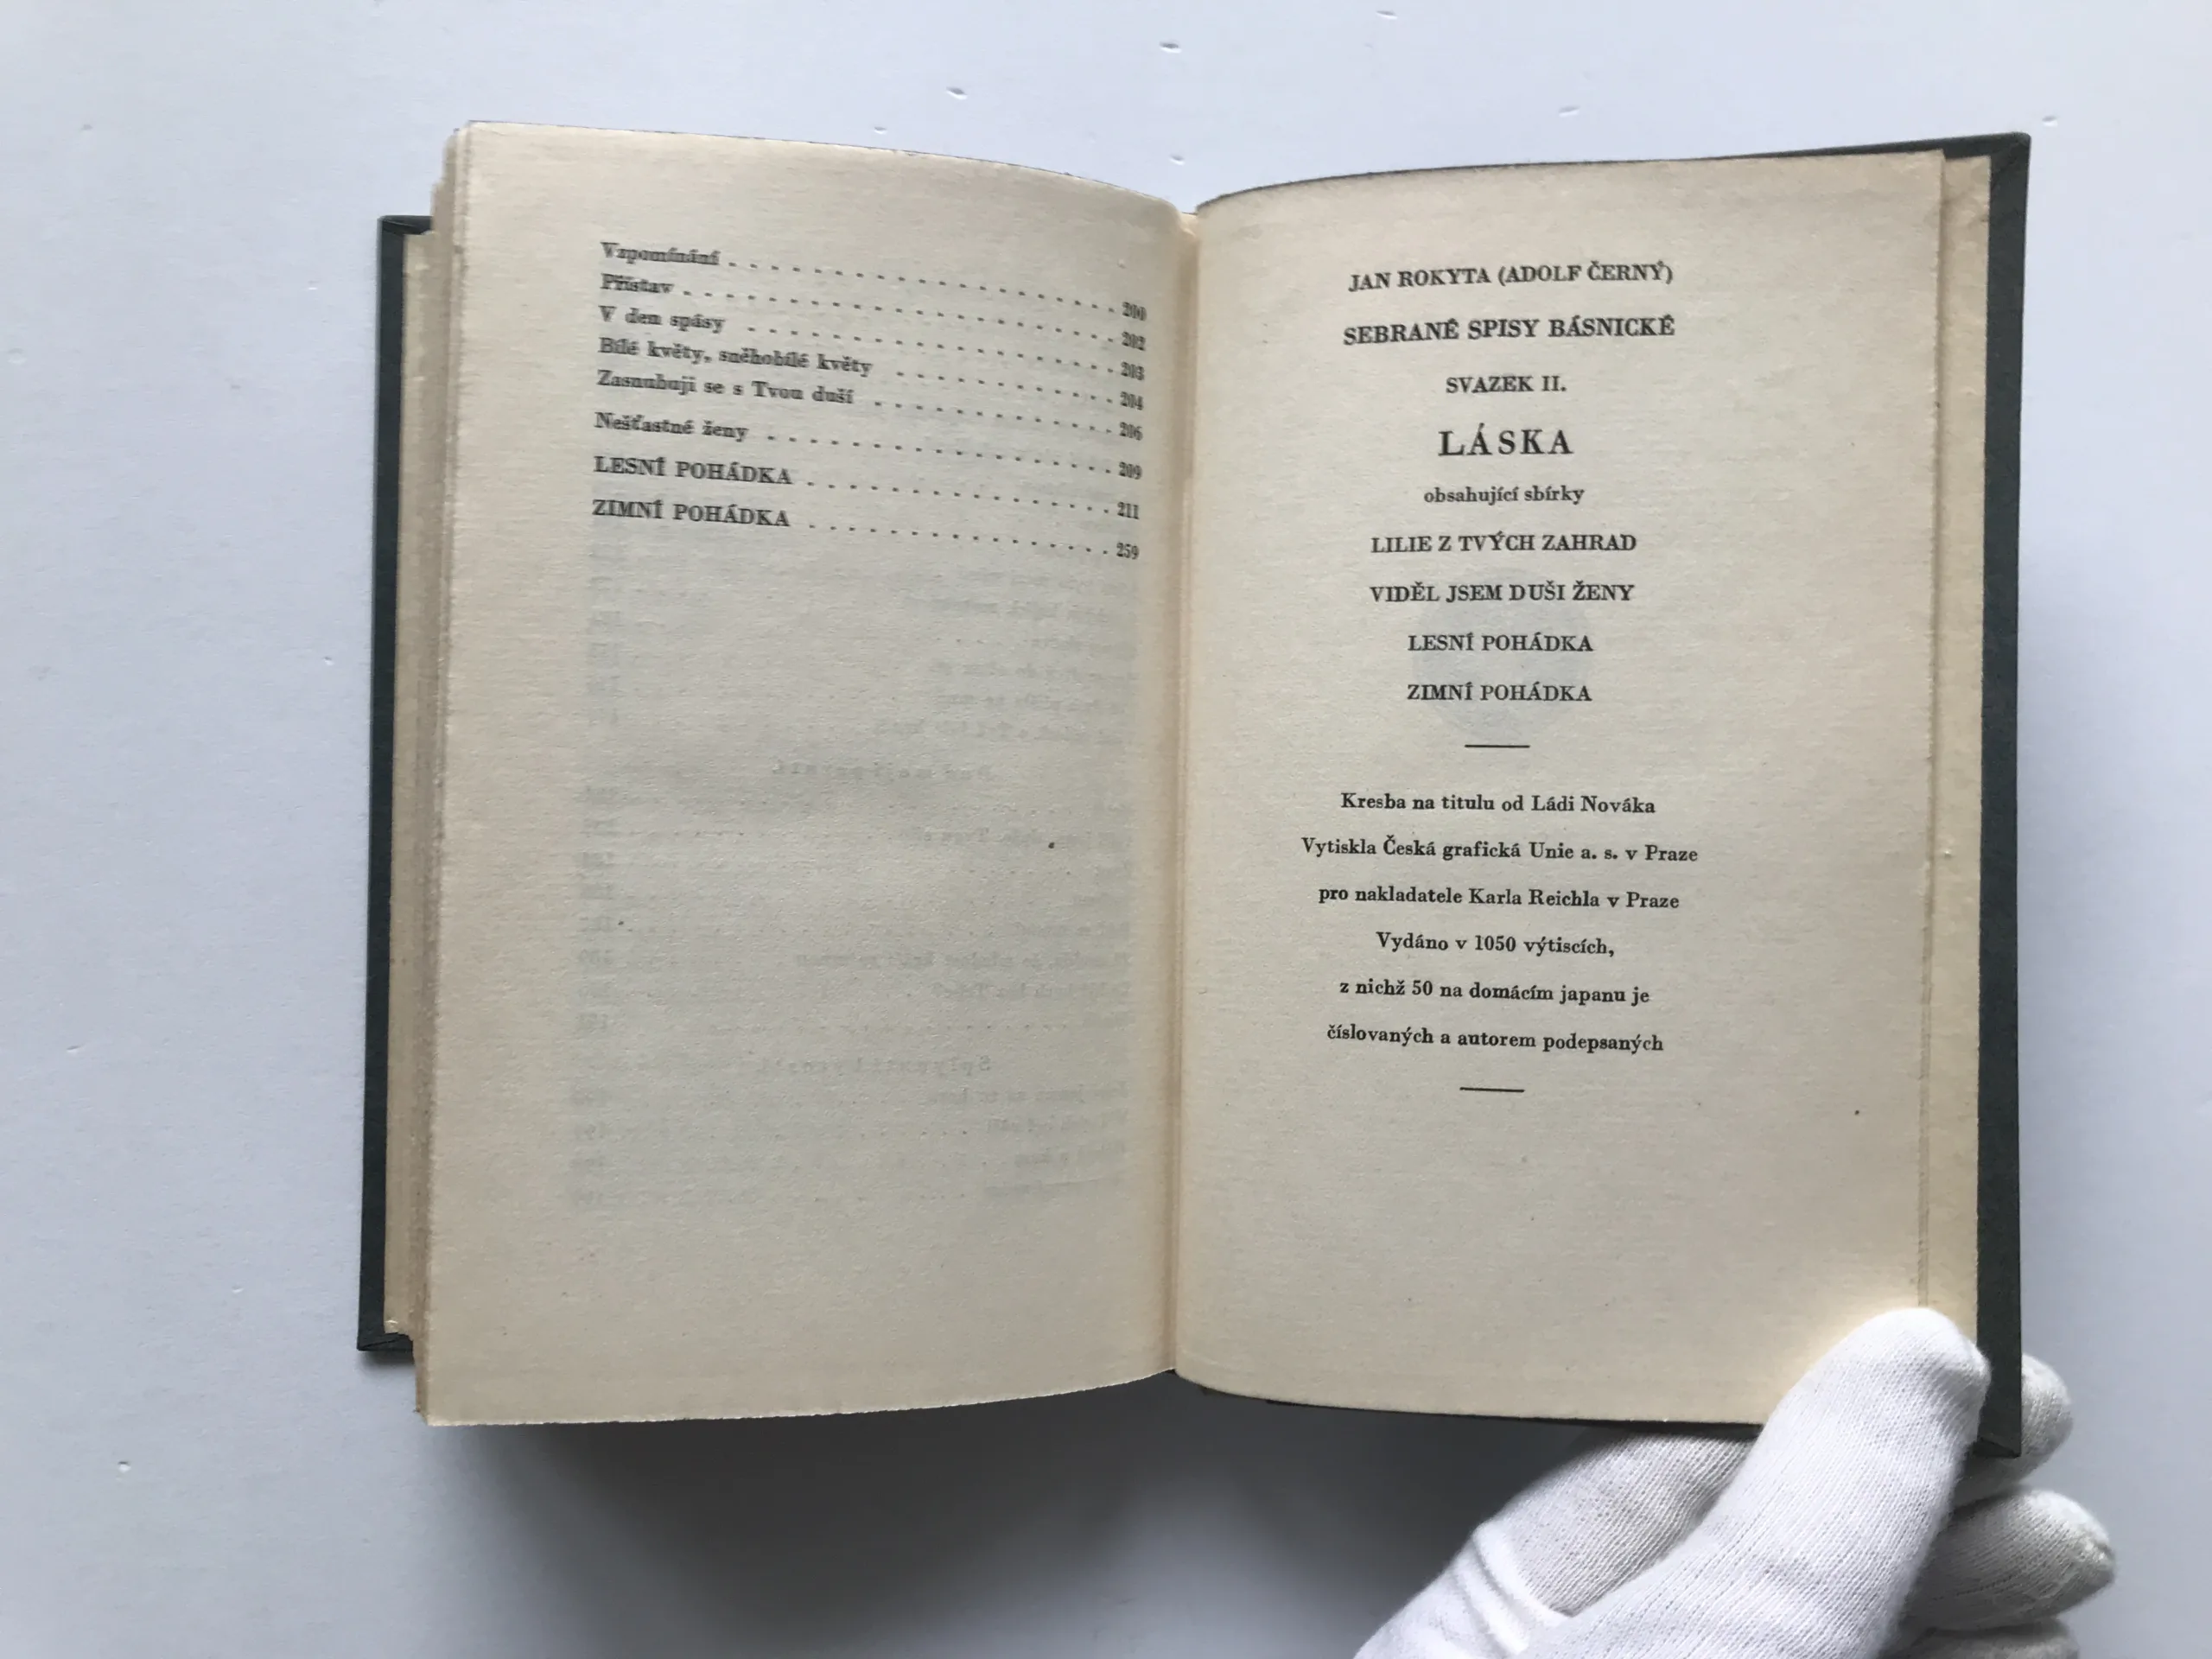 Vzpomínání . . . . . . . . . . . . . . . . . . 200
Přístav . . . . . . . . . . . . . . . . . . . . 202
V den spásy . . . . . . . . . . . . . . . . . 203
Bílé květy, sněhobílé květy . . . . . . . . . . 204
Zasnubuji se s Tvou duší . . . . . . . . . . . 206
Nešťastné ženy . . . . . . . . . . . . . . . . 209
LESNÍ POHÁDKA . . . . . . . . . . . . . . 211
ZIMNÍ POHÁDKA . . . . . . . . . . . . . . 259
JAN ROKYTA (ADOLF ČERNÝ)
SEBRANÉ SPISY BÁSNICKÉ
SVAZEK II.
LÁSKA
obsahující sbírky
LILIE Z TVÝCH ZAHRAD
VIDĚL JSEM DUŠI ŽENY
LESNÍ POHÁDKA
ZIMNÍ POHÁDKA
Kresba na titulu od Ládi Nováka
Vytiskla Česká grafická Unie a. s. v Praze
pro nakladatele Karla Reichla v Praze
Vydáno v 1050 výtiscích,
z nichž 50 na domácím japanu je
číslovaných a autorem podepsaných